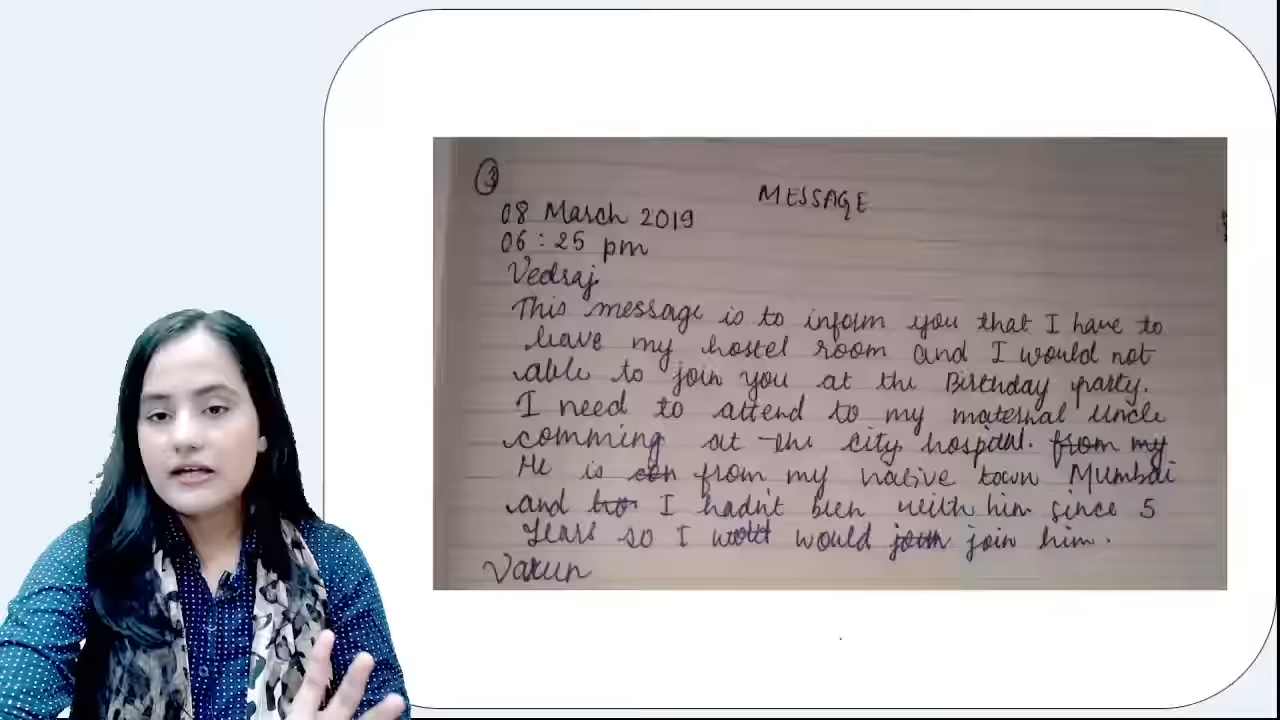 3
MESSAGE
08 March 2019
06 : 25 pm
Vedraj
This message is to inform you that I have to
leave my hostel room and I would not
able to join you at the Birthday party.
I need to attend to my maternal uncle
comming at the city hospital. from my
He is from my native town Mumbai
and I hadn't been with him since 5
Years so I would join him.
Varun